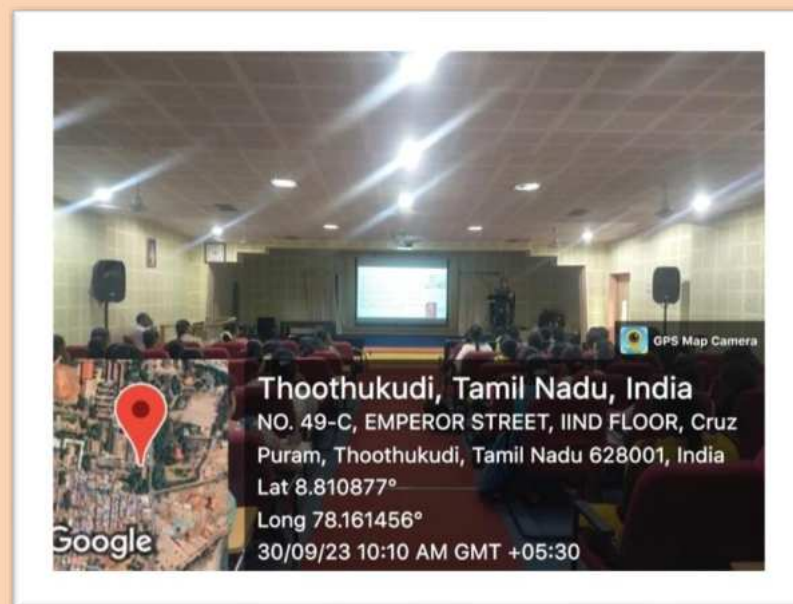 GPS Map Camera
Thoothukudi, Tamil Nadu, India
NO. 49-C, EMPEROR STREET, IIND FLOOR, Cruz
Puram, Thoothukudi, Tamil Nadu 628001, India
Lat 8.810877°
Long 78.161456°
30/09/23 10:10 AM GMT +05:30
Google